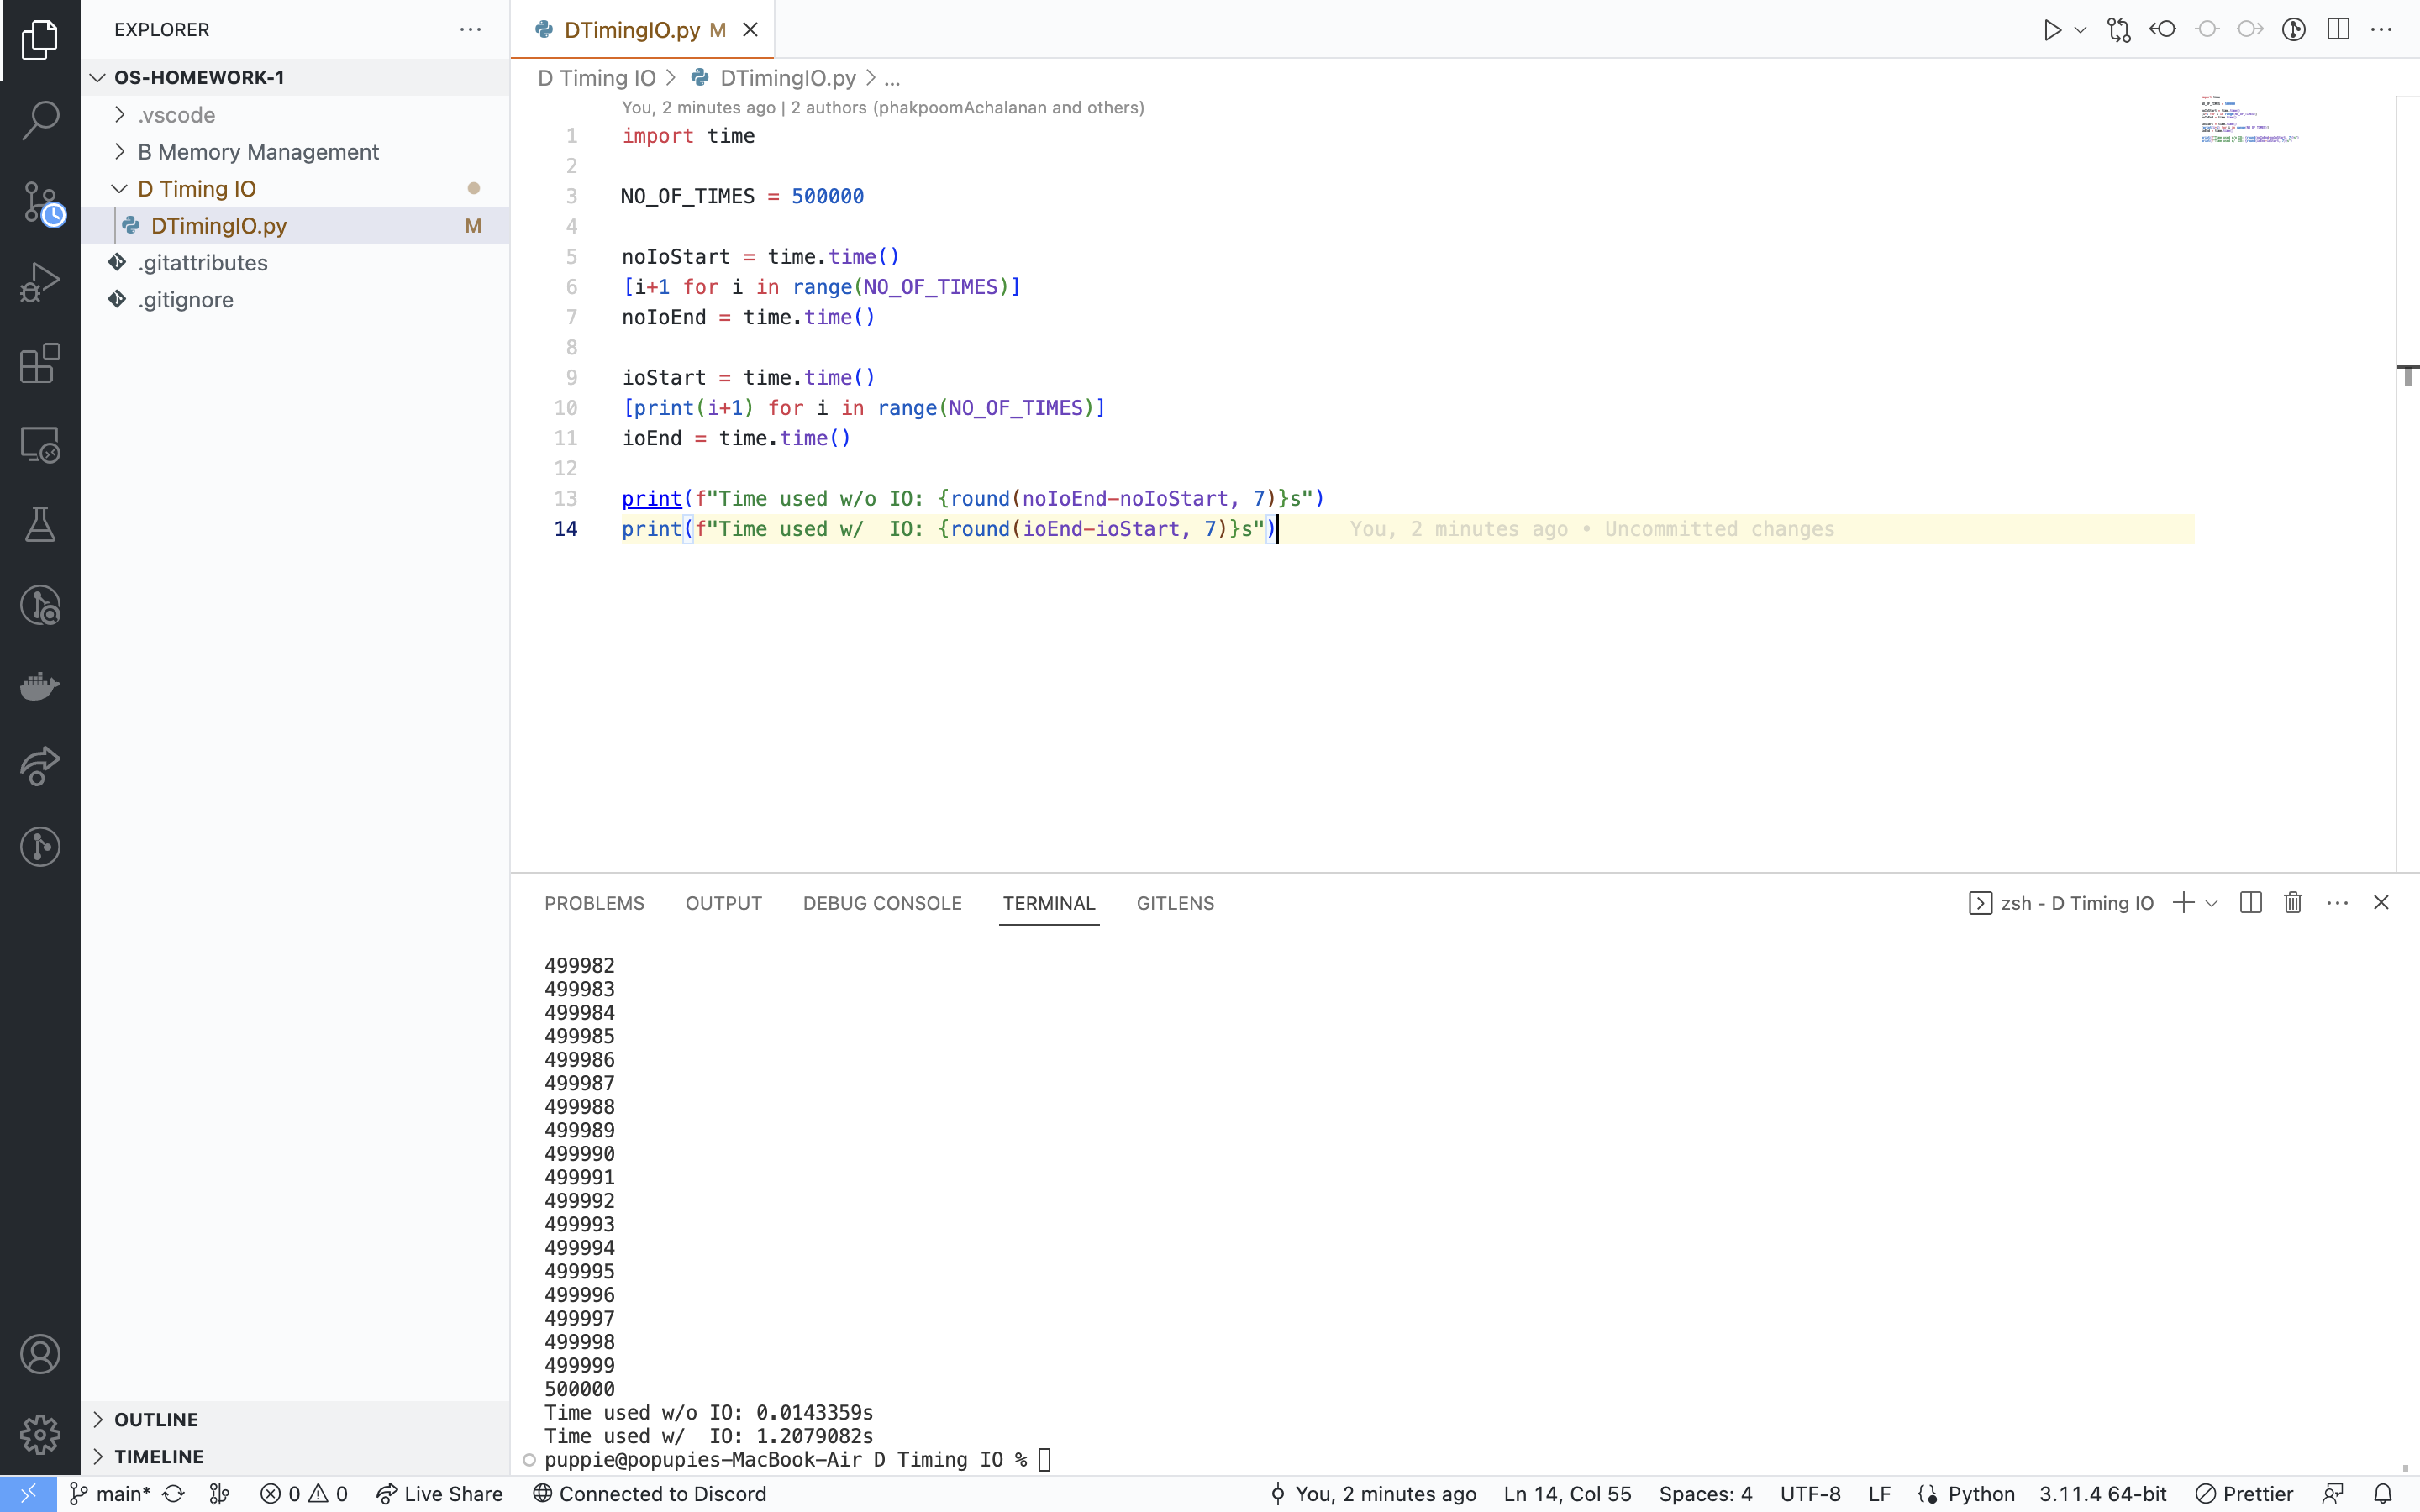 EXPLORER
OS-HOMEWORK-1
.vscode
B Memory Management
D Timing IO
DTimingIO.py M
.gitattributes
.gitignore
OUTLINE
TIMELINE
DTimingIO.py M
D Timing IO > DTimingIO.py > ...
You, 2 minutes ago | 2 authors (phakpoomAchalanan and others)
1 import time
2
3 NO_OF_TIMES = 500000
4
5 noIoStart = time.time()
6 [i+1 for i in range(NO_OF_TIMES)]
7 noIoEnd = time.time()
8
9 ioStart = time.time()
10 [print(i+1) for i in range(NO_OF_TIMES)]
11 ioEnd = time.time()
12
13 print(f"Time used w/o IO: {round(noIoEnd-noIoStart, 7)}s")
14 print(f"Time used w/  IO: {round(ioEnd-ioStart, 7)}s") You, 2 minutes ago • Uncommitted changes
PROBLEMS OUTPUT DEBUG CONSOLE TERMINAL GITLENS zsh - D Timing IO
499982
499983
499984
499985
499986
499987
499988
499989
499990
499991
499992
499993
499994
499995
499996
499997
499998
499999
500000
Time used w/o IO: 0.0143359s
Time used w/  IO: 1.2079082s
puppie@popupies-MacBook-Air D Timing IO %
main* 0 0 Live Share Connected to Discord You, 2 minutes ago Ln 14, Col 55 Spaces: 4 UTF-8 LF Python 3.11.4 64-bit Prettier